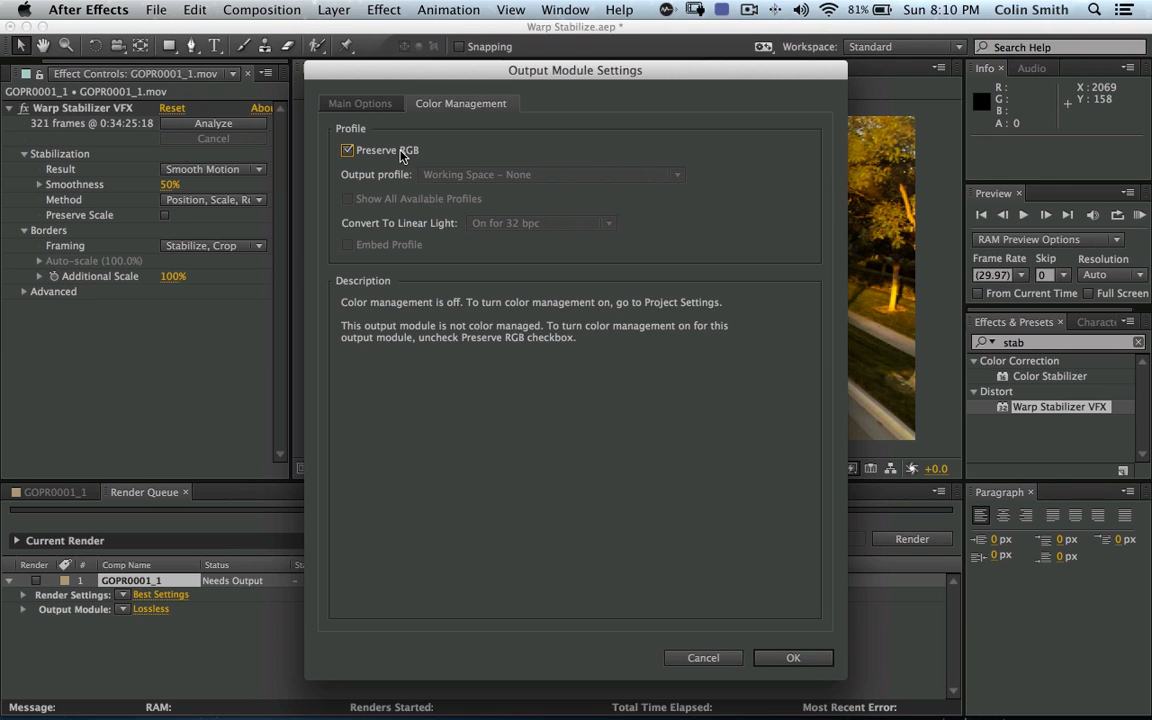 After Effects File Edit Composition Layer Effect Animation View Window Help 81% Sun 8:10 PM Colin Smith
Warp Stabilize.aep *
Snapping Workspace: Standard Search Help
Effect Controls: GOPR0001_1.mov
GOPR0001_1 • GOPR0001_1.mov
fx Warp Stabilizer VFX Reset Abou
321 frames @ 0:34:25:18 Analyze
Cancel
Stabilization
Result Smooth Motion
Smoothness 50%
Method Position, Scale, R
Preserve Scale
Borders
Framing Stabilize, Crop
Auto-scale (100.0%)
Additional Scale 100%
Advanced
Output Module Settings
Main Options Color Management
Profile
Preserve RGB
Output profile: Working Space - None
Show All Available Profiles
Convert To Linear Light: On for 32 bpc
Embed Profile
Description
Color management is off. To turn color management on, go to Project Settings.
This output module is not color managed. To turn color management on for this
output module, uncheck Preserve RGB checkbox.
Cancel OK
Info Audio
R: X : 2069
G: Y : 158
B:
A: 0
Preview
RAM Preview Options
Frame Rate Skip Resolution
(29.97) 0 Auto
From Current Time Full Screen
Effects & Presets Characte
stab
Color Correction
32 Color Stabilizer
Distort
32 Warp Stabilizer VFX
+0.0
GOPR0001_1 Render Queue
Current Render Render
Render # Comp Name Status Sta
1 GOPR0001_1 Needs Output –
Render Settings: Best Settings
Output Module: Lossless
Message: RAM: Renders Started: Total Time Elapsed: Most Recent Error:
Paragraph
0 px 0 px 0 px
0 px 0 px